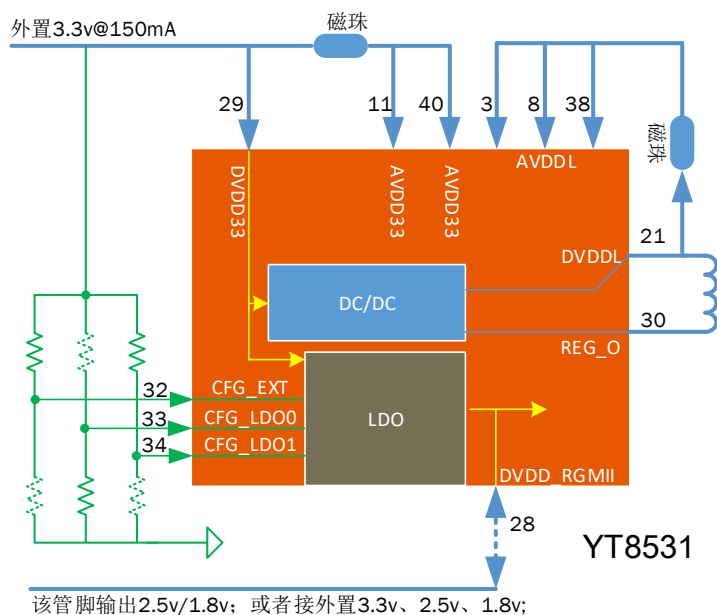 外置3.3v@150mA
磁珠
29
11
40
3
8
38
磁珠
DVDD33
AVDD33
AVDD33
AVDDL
21
DVDDL
DC/DC
30
REG_O
32
CFG_EXT
33
CFG_LDO0
LDO
34
CFG_LDO1
DVDD_RGMII
28
YT8531
该管脚输出2.5v/1.8v；或者接外置3.3v、2.5v、1.8v;